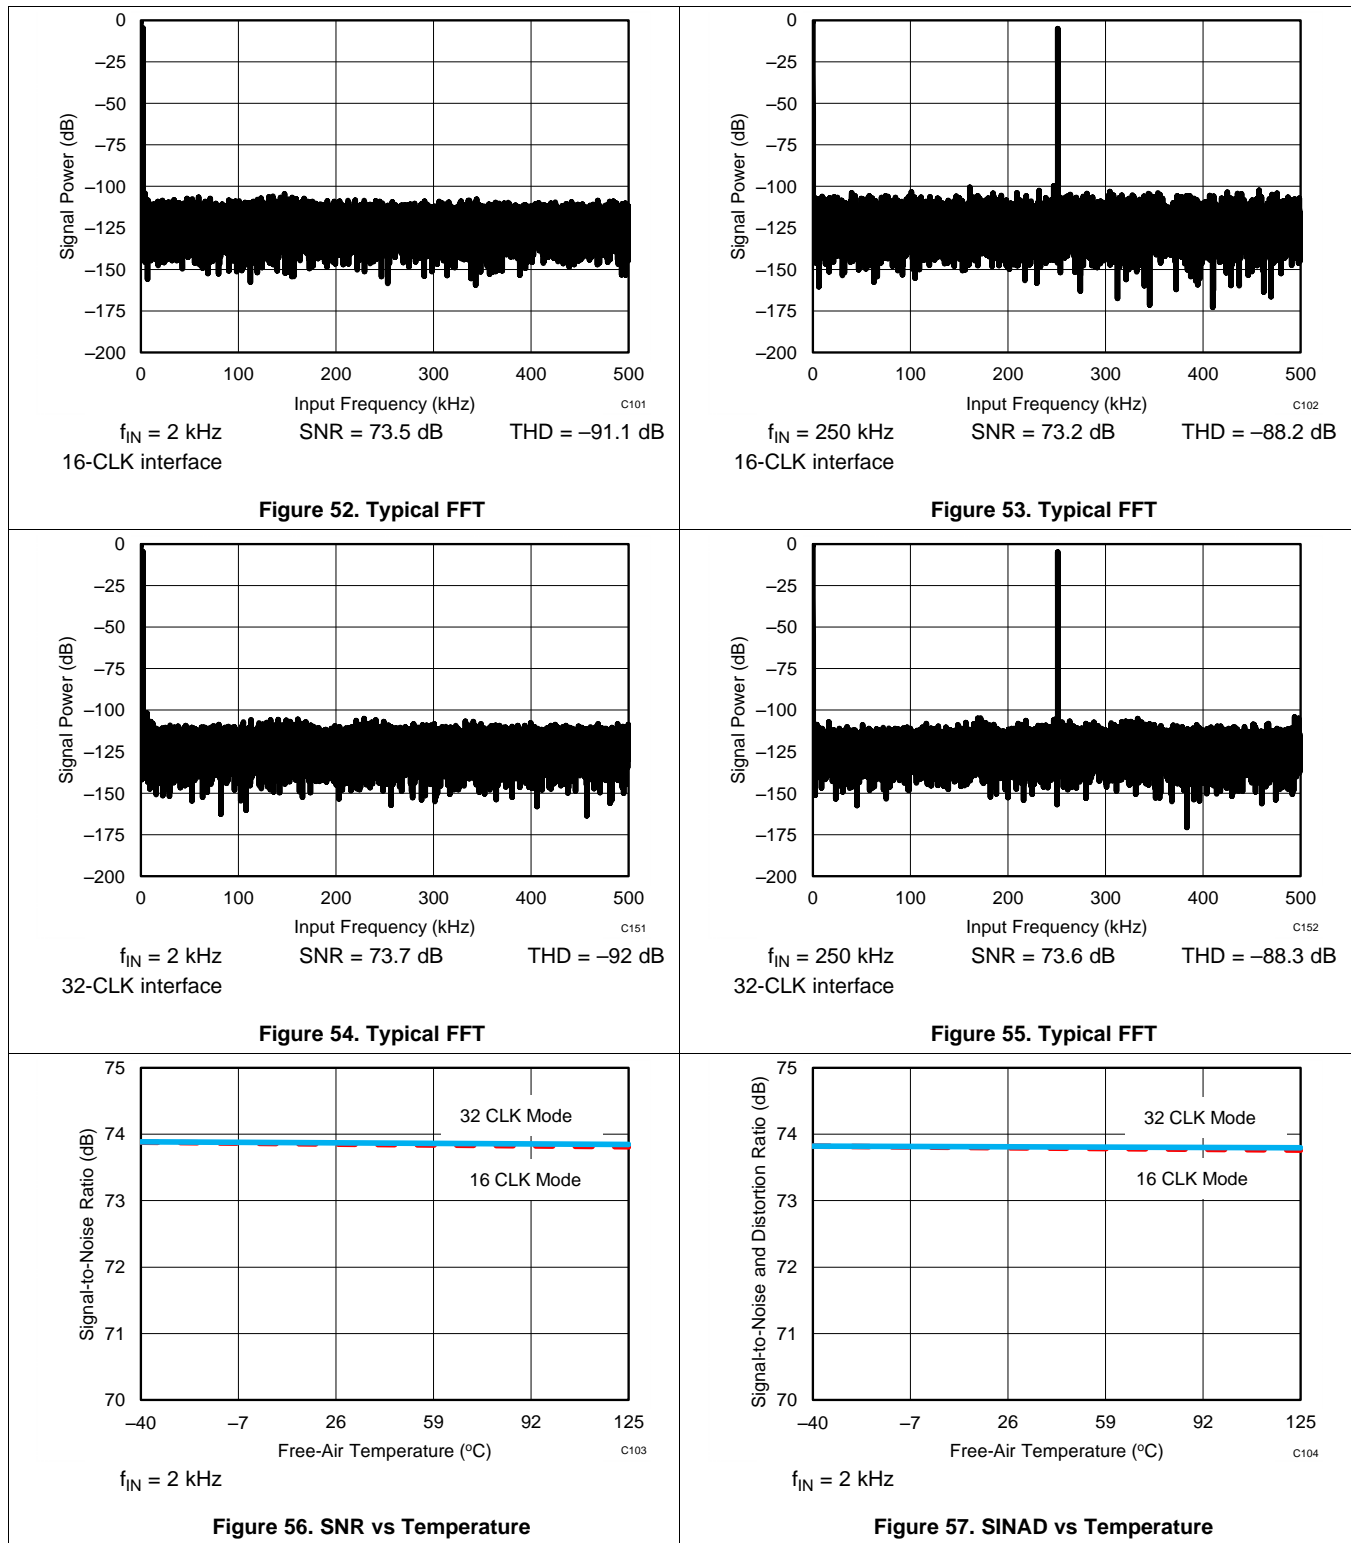 0
–25
–50
–75
–100
–125
–150
–175
–200
Signal Power (dB)
0 100 200 300 400 500
Input Frequency (kHz)
C101
fIN = 2 kHz SNR = 73.5 dB THD = –91.1 dB
16-CLK interface
Figure 52. Typical FFT
0
–25
–50
–75
–100
–125
–150
–175
–200
Signal Power (dB)
0 100 200 300 400 500
Input Frequency (kHz)
C102
fIN = 250 kHz SNR = 73.2 dB THD = –88.2 dB
16-CLK interface
Figure 53. Typical FFT
0
–25
–50
–75
–100
–125
–150
–175
–200
Signal Power (dB)
0 100 200 300 400 500
Input Frequency (kHz)
C151
fIN = 2 kHz SNR = 73.7 dB THD = –92 dB
32-CLK interface
Figure 54. Typical FFT
0
–25
–50
–75
–100
–125
–150
–175
–200
Signal Power (dB)
0 100 200 300 400 500
Input Frequency (kHz)
C152
fIN = 250 kHz SNR = 73.6 dB THD = –88.3 dB
32-CLK interface
Figure 55. Typical FFT
75
74
73
72
71
70
Signal-to-Noise Ratio (dB)
32 CLK Mode
16 CLK Mode
–40 –7 26 59 92 125
Free-Air Temperature (oC)
C103
fIN = 2 kHz
Figure 56. SNR vs Temperature
75
74
73
72
71
70
Signal-to-Noise and Distortion Ratio (dB)
32 CLK Mode
16 CLK Mode
–40 –7 26 59 92 125
Free-Air Temperature (oC)
C104
fIN = 2 kHz
Figure 57. SINAD vs Temperature